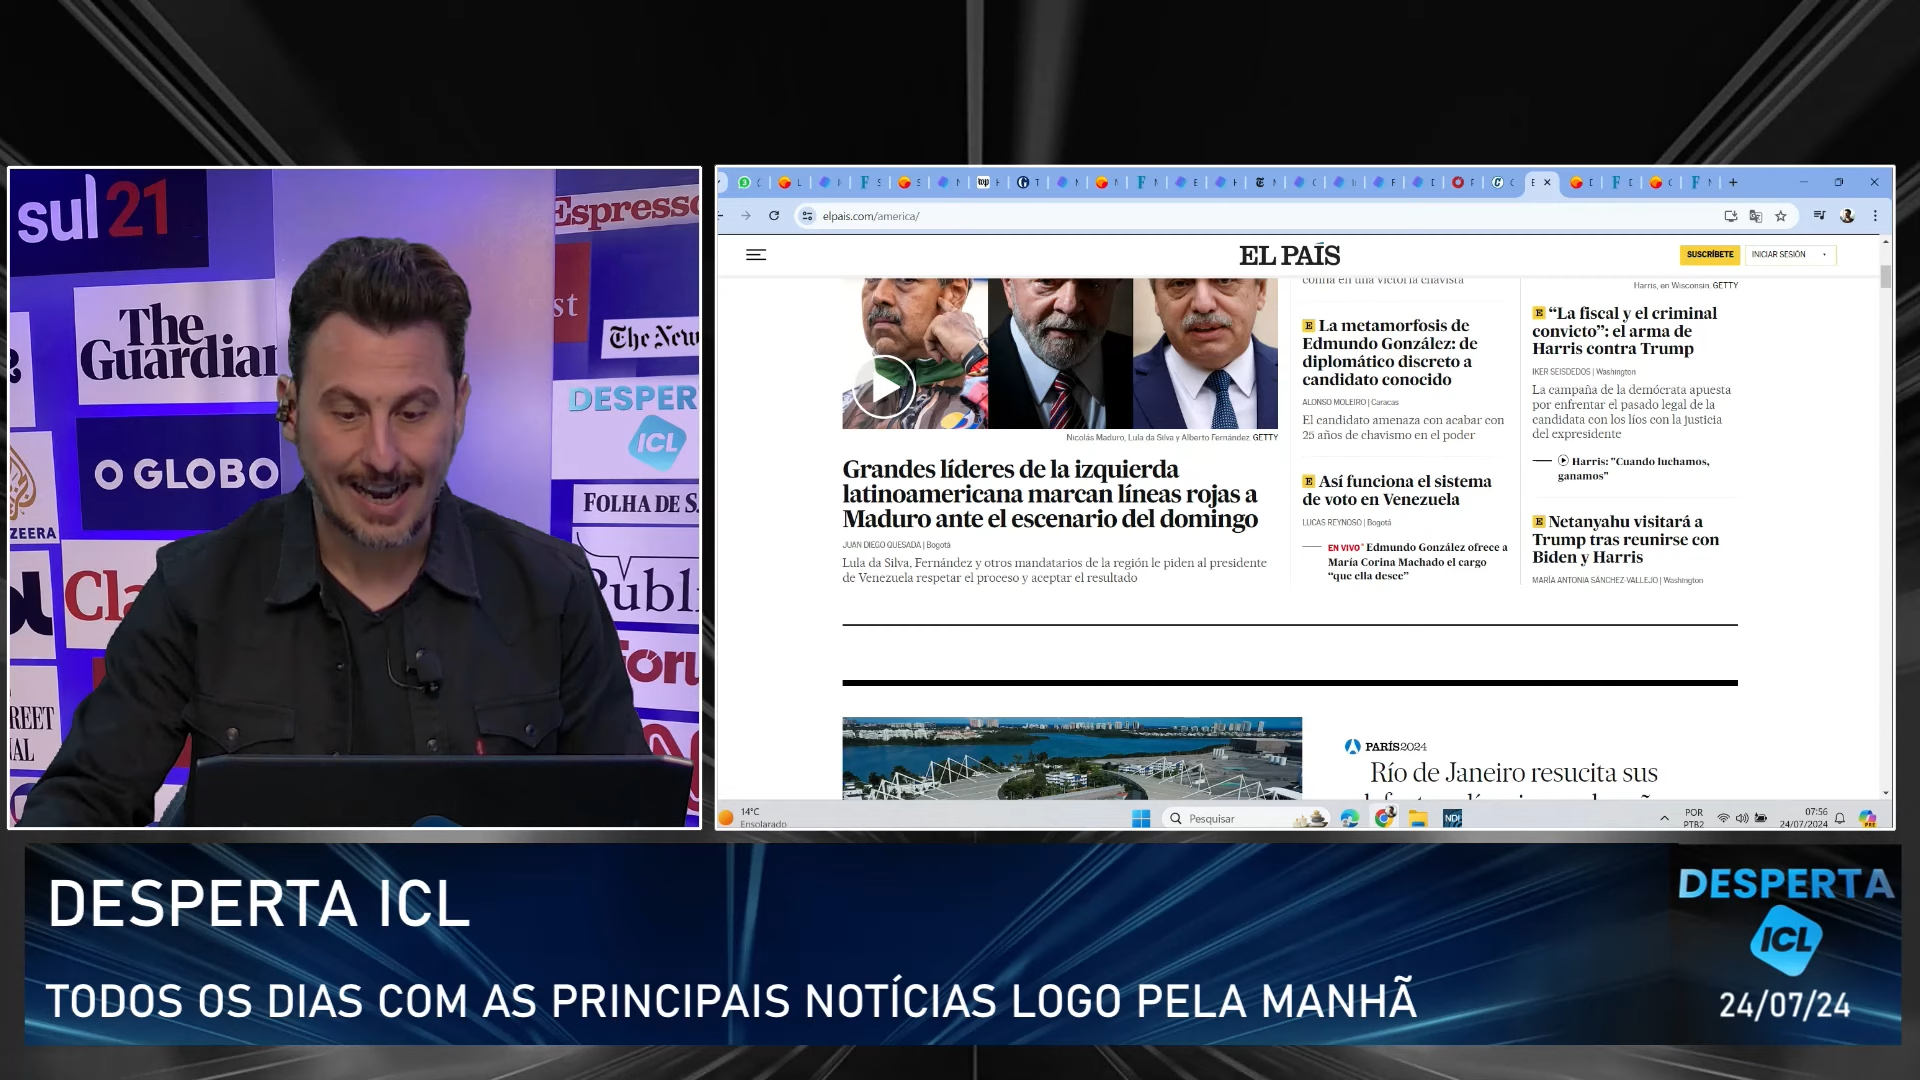 sul21
Espresso
The Guardian
The New
DESPER
ICL
O GLOBO
FOLHA DE S
ZEERA
Publi
Cla
REET
elpais.com/america/
EL PAÍS
SUSCRÍBETE
INICIAR SESIÓN
Nicolás Maduro, Lula da Silva y Alberto Fernández. GETTY
Grandes líderes de la izquierda
latinoamericana marcan líneas rojas a
Maduro ante el escenario del domingo
JUAN DIEGO QUESADA | Bogotá
Lula da Silva, Fernández y otros mandatarios de la región le piden al presidente
de Venezuela respetar el proceso y aceptar el resultado
E La metamorfosis de
Edmundo González: de
diplomático discreto a
candidato conocido
ALONSO MOLEIRO | Caracas
El candidato amenaza con acabar con
25 años de chavismo en el poder
E Así funciona el sistema
de voto en Venezuela
LUCAS REYNOSO | Bogotá
EN VIVO Edmundo González ofrece a
María Corina Machado el cargo
“que ella desee”
Harris, en Wisconsin. GETTY
E “La fiscal y el criminal
convicto”: el arma de
Harris contra Trump
IKER SEISDEDOS | Washington
La campaña de la demócrata apuesta
por enfrentar el pasado legal de la
candidata con los líos con la justicia
del expresidente
Harris: "Cuando luchamos,
ganamos”
E Netanyahu visitará a
Trump tras reunirse con
Biden y Harris
MARÍA ANTONIA SÁNCHEZ-VALLEJO | Washington
PARÍS2024
Río de Janeiro resucita sus
14°C
Ensolarado
Pesquisar
POR
PTB2
07:56
24/07/2024
DESPERTA ICL
TODOS OS DIAS COM AS PRINCIPAIS NOTÍCIAS LOGO PELA MANHÃ
DESPERTA
ICL
24/07/24